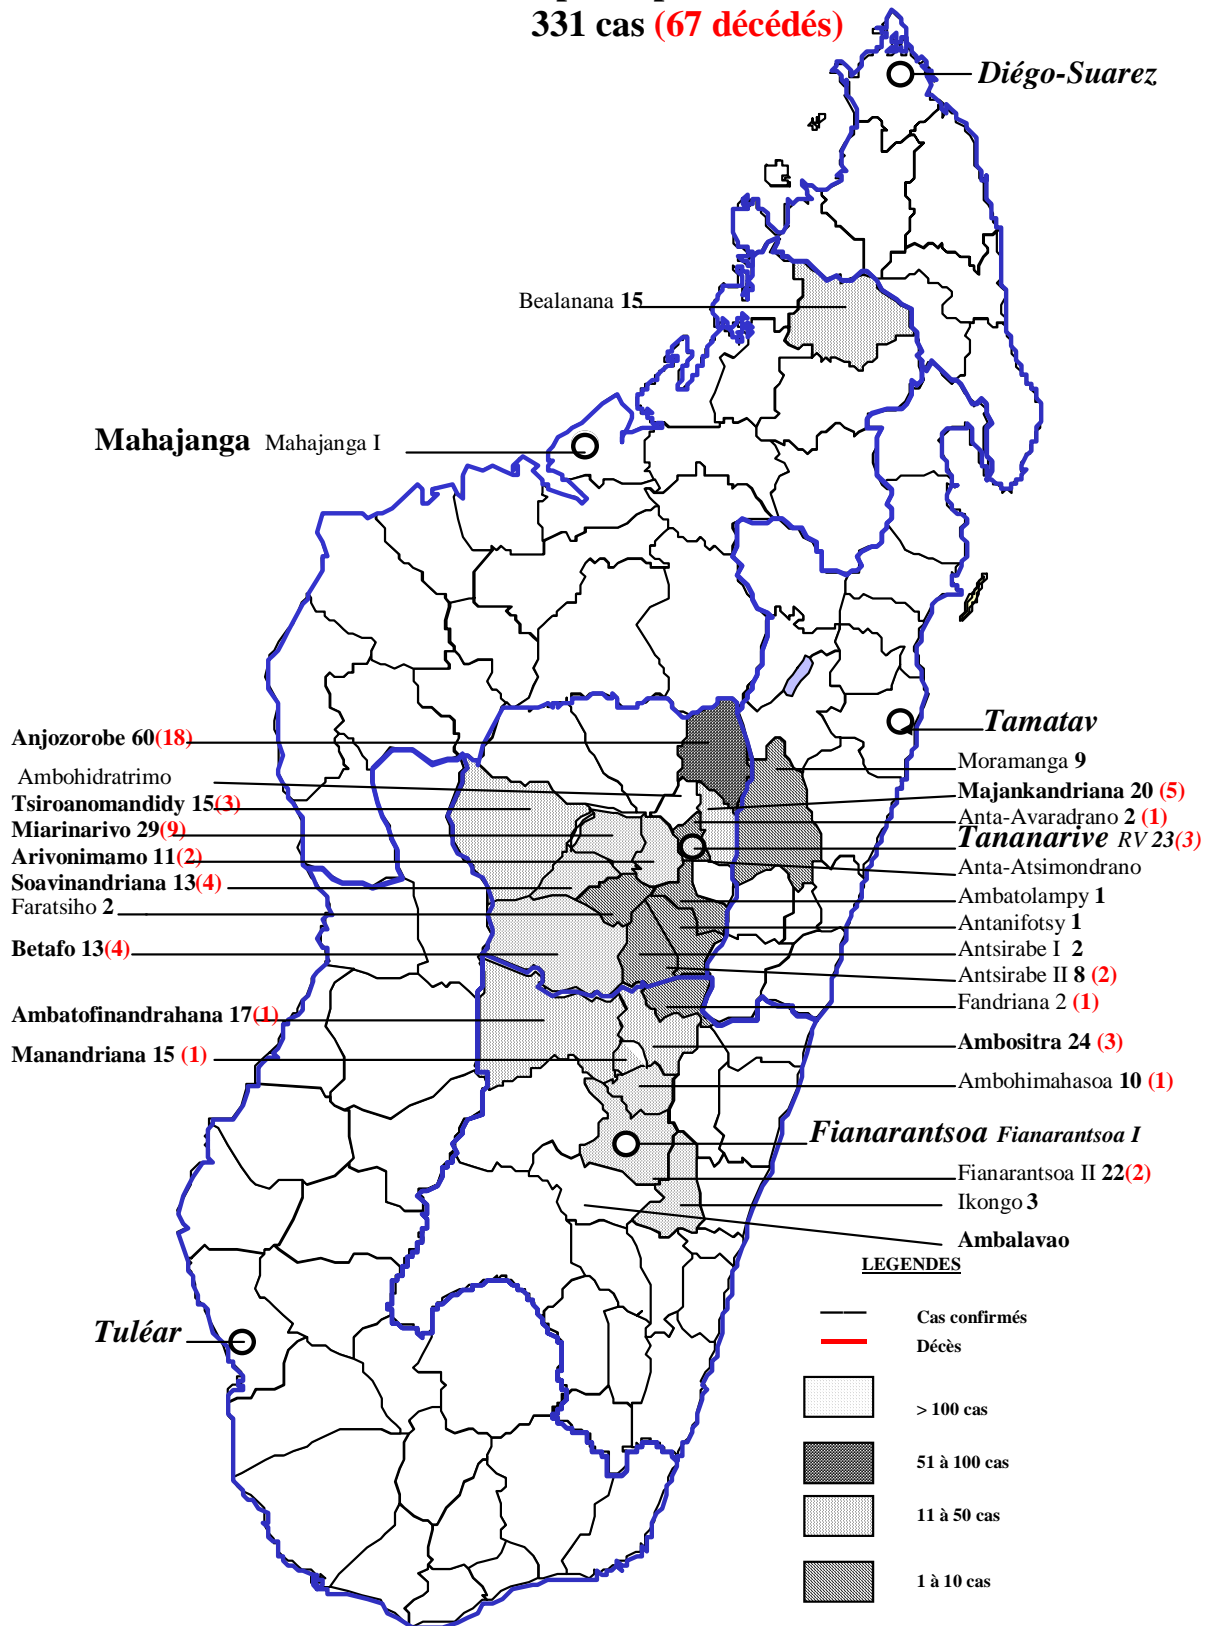 331 cas (67 décédés)
Diégo-Suarez
Bealanana 15
Mahajanga Mahajanga I
Anjozorobe 60(18)
Ambohidratrimo
Tsiroanomandidy 15(3)
Miarinarivo 29(9)
Arivonimamo 11(2)
Soavinandriana 13(4)
Faratsiho 2
Betafo 13(4)
Ambatofinandrahana 17(1)
Manandriana 15 (1)
Tamatav
Moramanga 9
Majankandriana 20 (5)
Anta-Avaradrano 2 (1)
Tananarive RV 23(3)
Anta-Atsimondrano
Ambatolampy 1
Antanifotsy 1
Antsirabe I 2
Antsirabe II 8 (2)
Fandriana 2 (1)
Ambositra 24 (3)
Ambohimahasoa 10 (1)
Fianarantsoa Fianarantsoa I
Fianarantsoa II 22(2)
Ikongo 3
Ambalavao
Tuléar
LEGENDES
Cas confirmés
Décès
> 100 cas
51 à 100 cas
11 à 50 cas
1 à 10 cas